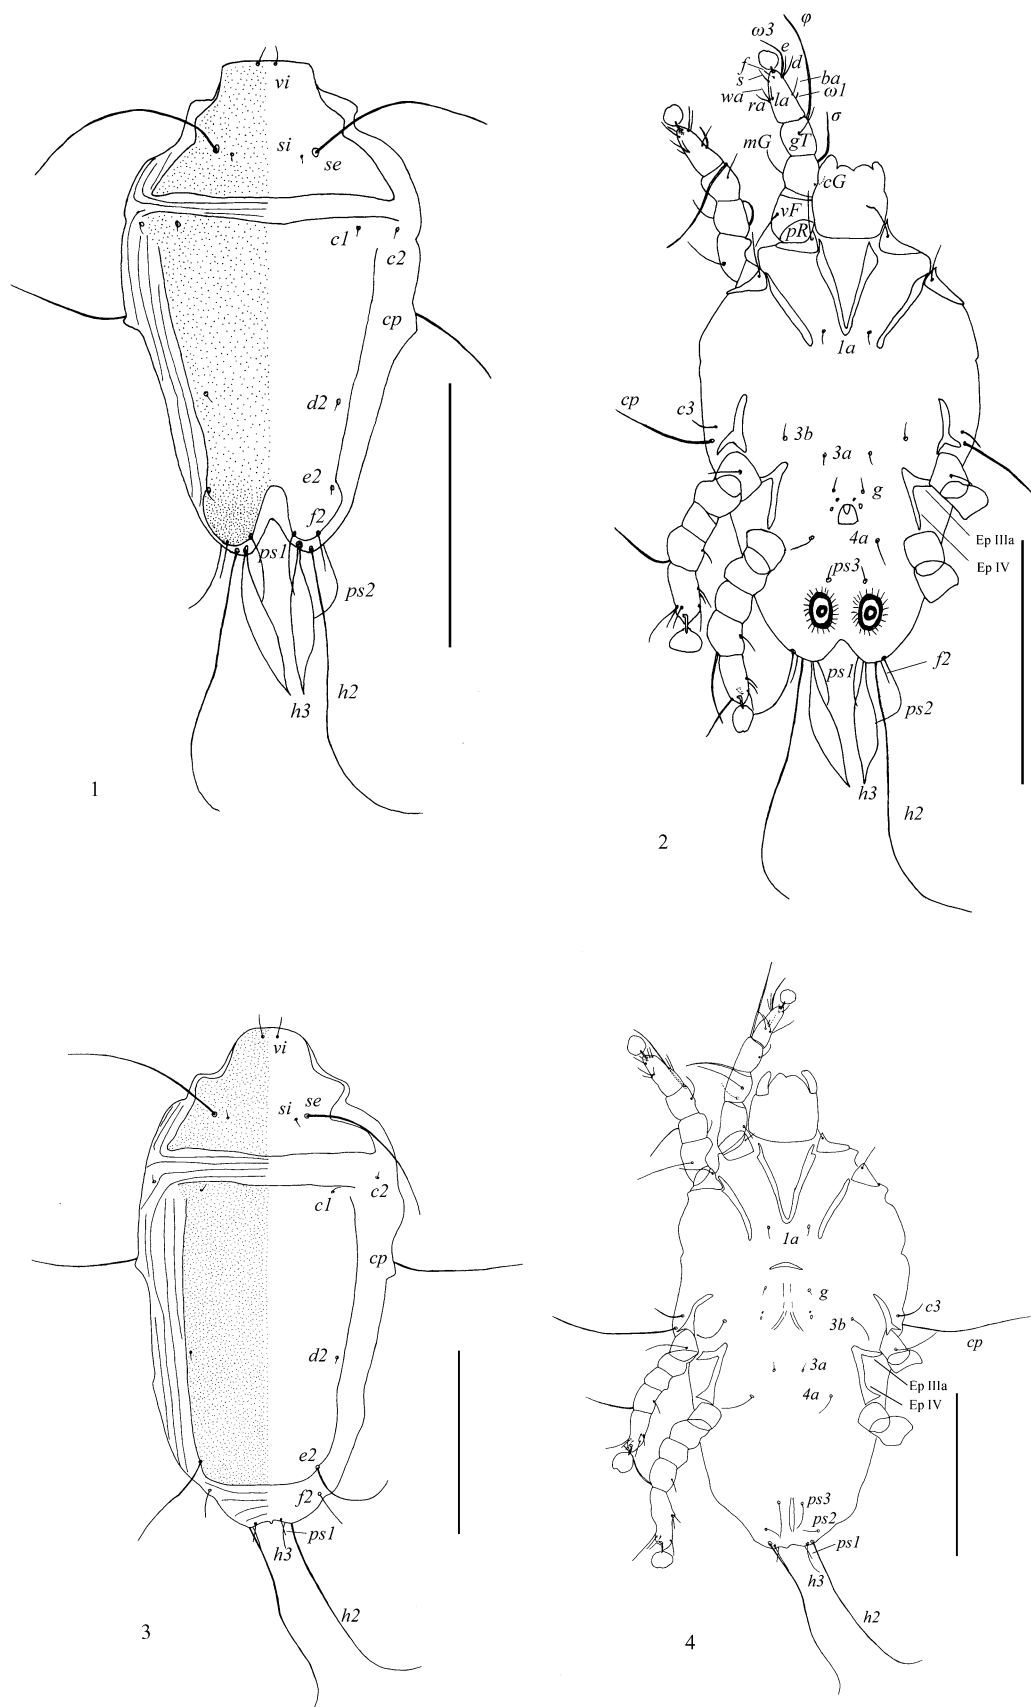 vi
si
se
c1
c2
cp
d2
e2
f2
ps1
ps2
h2
h3
1
φ
ω3
e
f
d
s
ba
wa
la
ω1
ra
σ
mG
gT
cG
vF
pR
1a
cp
c3
3b
3a
g
4a
Ep IIIa
Ep IV
ps3
ps1
f2
ps2
h3
h2
2
vi
si
se
c1
c2
cp
d2
e2
f2
ps1
h3
h2
3
1a
g
c3
3b
cp
3a
Ep IIIa
4a
Ep IV
ps3
ps2
ps1
h3
h2
4